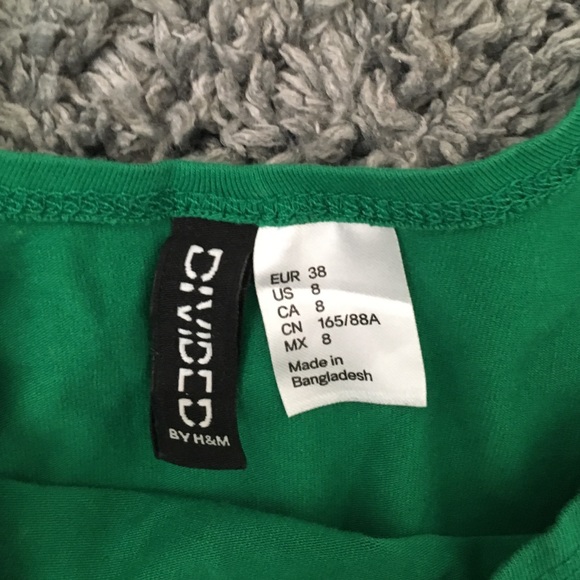 DIVIDED
BY H&M
EUR 38
US 8
CA 8
CN 165/88A
MX 8
Made in
Bangladesh